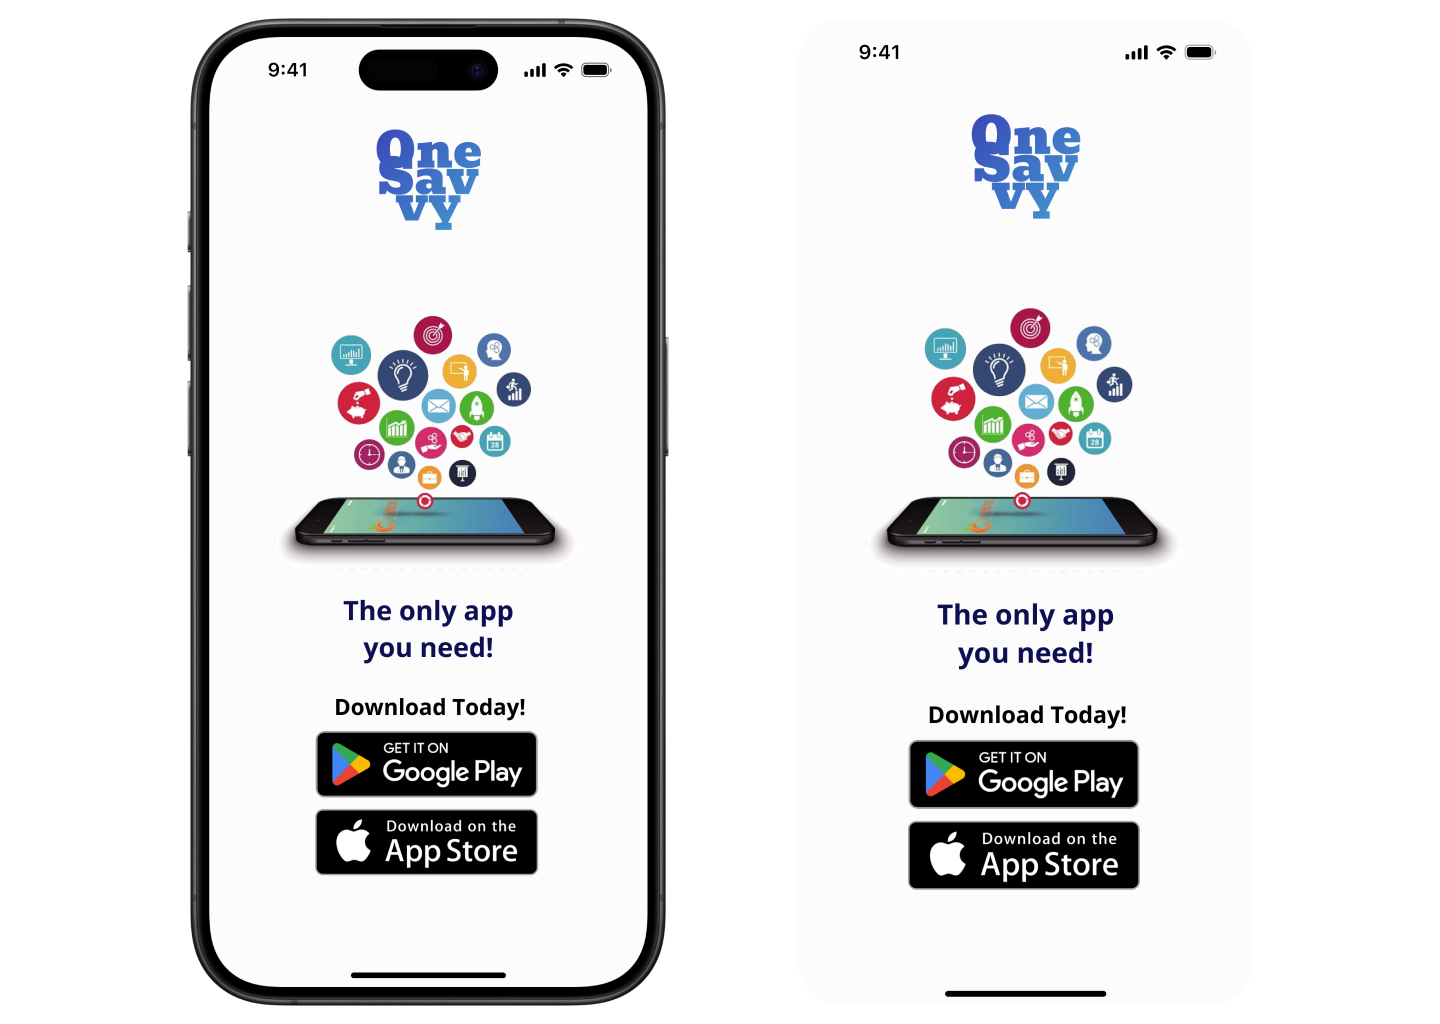 9:41
One
Sav
vy
28
The only app
you need!
Download Today!
GET IT ON
Google Play
Download on the
App Store
9:41
One
Sav
vy
28
The only app
you need!
Download Today!
GET IT ON
Google Play
Download on the
App Store